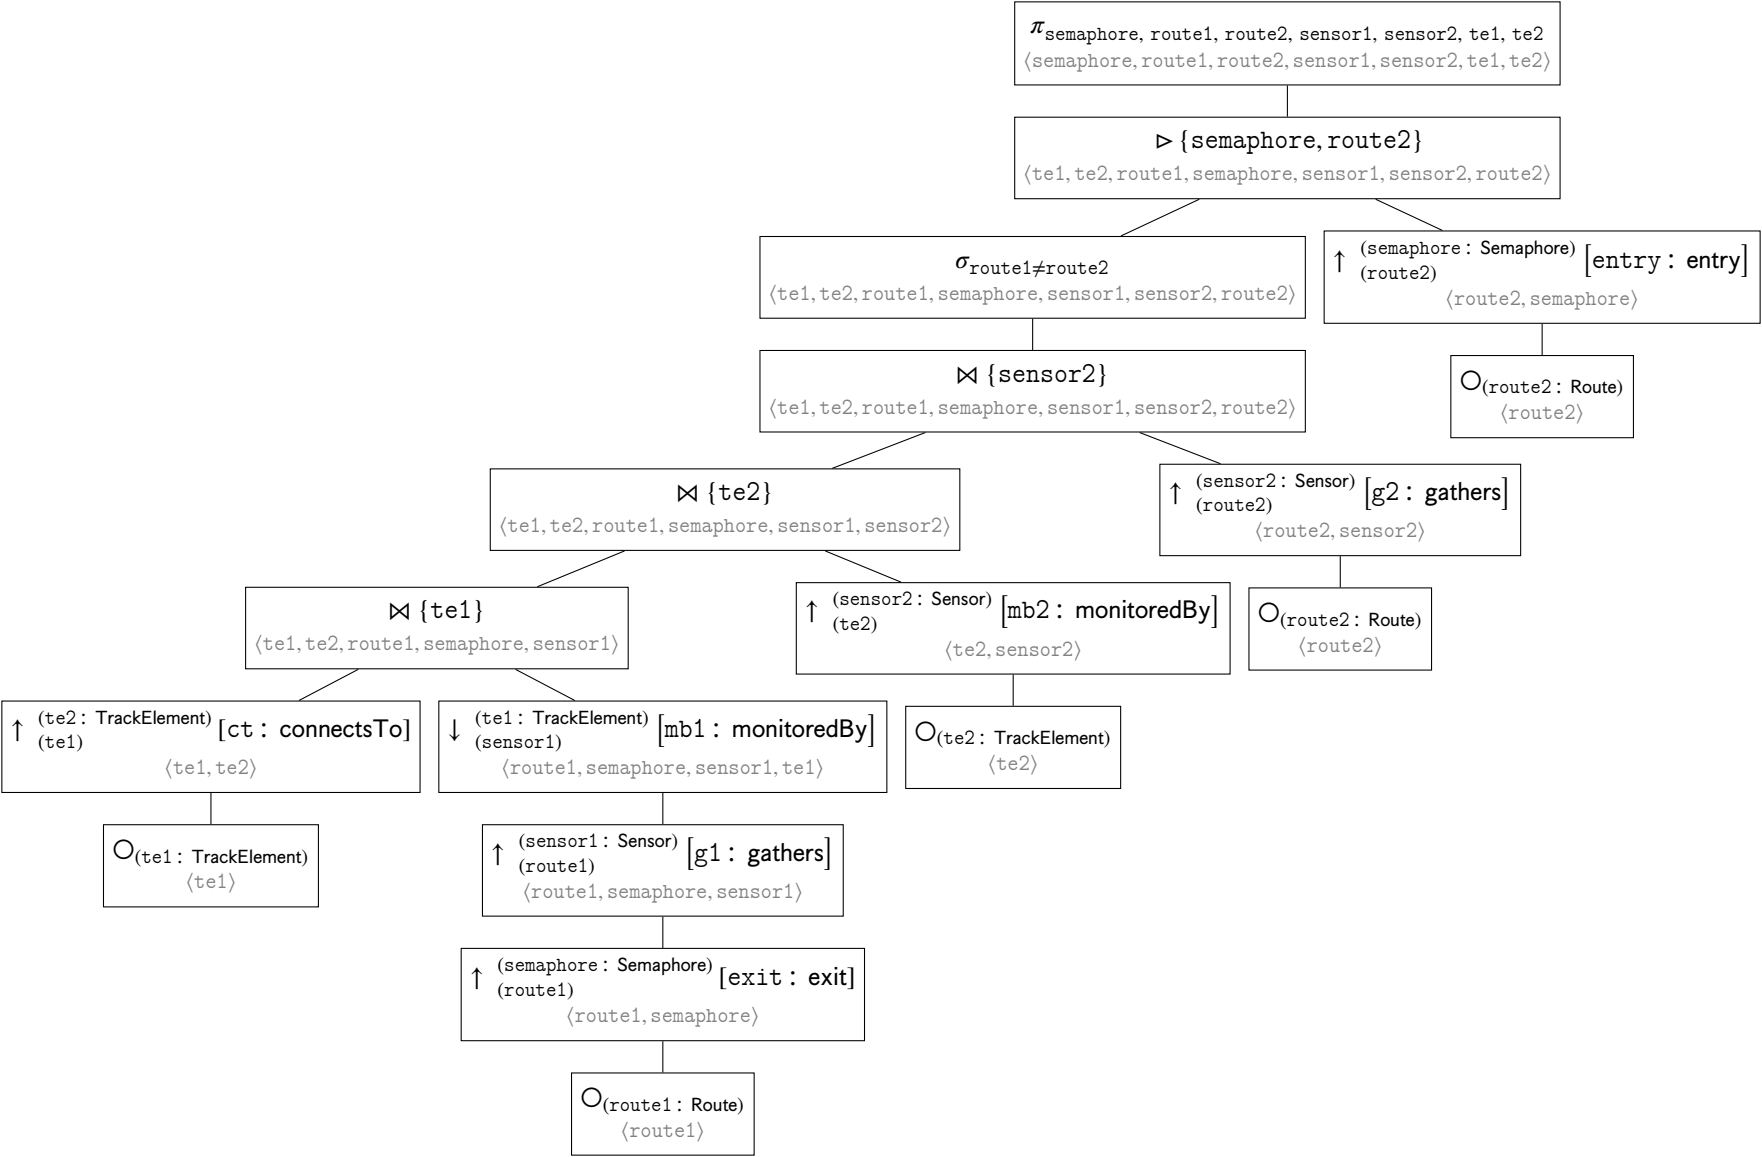 π semaphore, route1, route2, sensor1, sensor2, te1, te2
⟨semaphore, route1, route2, sensor1, sensor2, te1, te2⟩
▷ {semaphore, route2}
⟨te1, te2, route1, semaphore, sensor1, sensor2, route2⟩
σ route1≠route2
⟨te1, te2, route1, semaphore, sensor1, sensor2, route2⟩
↑ (semaphore: Semaphore) (route2) [entry: entry]
⟨route2, semaphore⟩
○(route2: Route)
⟨route2⟩
⋈ {sensor2}
⟨te1, te2, route1, semaphore, sensor1, sensor2, route2⟩
⋈ {te2}
⟨te1, te2, route1, semaphore, sensor1, sensor2⟩
↑ (sensor2: Sensor) (route2) [g2: gathers]
⟨route2, sensor2⟩
○(route2: Route)
⟨route2⟩
⋈ {te1}
⟨te1, te2, route1, semaphore, sensor1⟩
↑ (sensor2: Sensor) (te2) [mb2: monitoredBy]
⟨te2, sensor2⟩
○(te2: TrackElement)
⟨te2⟩
↑ (te2: TrackElement) (te1) [ct: connectsTo]
⟨te1, te2⟩
○(te1: TrackElement)
⟨te1⟩
↓ (te1: TrackElement) (sensor1) [mb1: monitoredBy]
⟨route1, semaphore, sensor1, te1⟩
↑ (sensor1: Sensor) (route1) [g1: gathers]
⟨route1, semaphore, sensor1⟩
↑ (semaphore: Semaphore) (route1) [exit: exit]
⟨route1, semaphore⟩
○(route1: Route)
⟨route1⟩